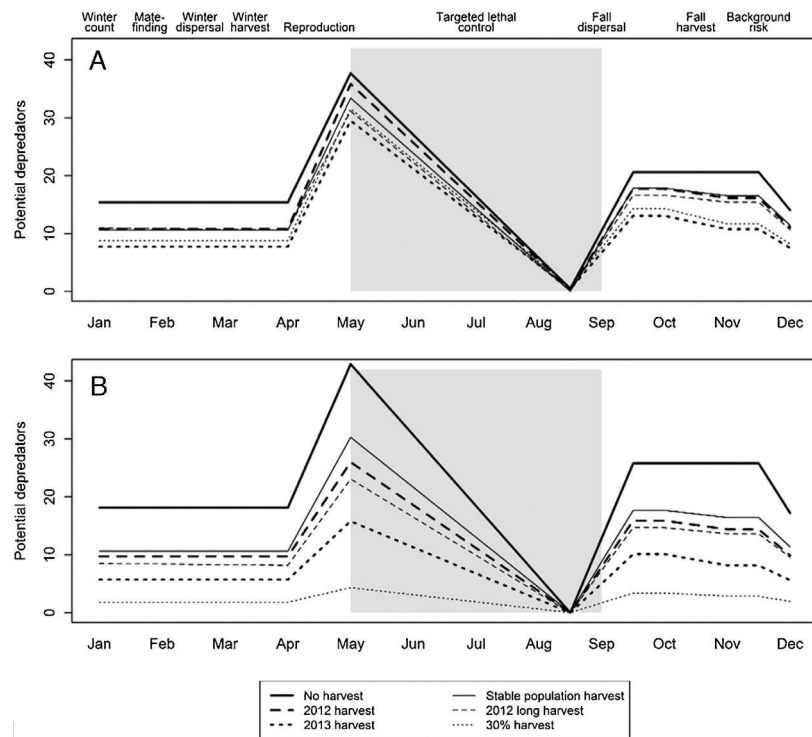 Winter count
Mate-finding
Winter dispersal
Winter harvest
Reproduction
Targeted lethal control
Fall dispersal
Fall harvest
Background risk
A
Potential depredators
40
30
20
10
0
Jan Feb Mar Apr May Jun Jul Aug Sep Oct Nov Dec
B
Potential depredators
40
30
20
10
0
Jan Feb Mar Apr May Jun Jul Aug Sep Oct Nov Dec
No harvest
2012 harvest
2013 harvest
Stable population harvest
2012 long harvest
30% harvest